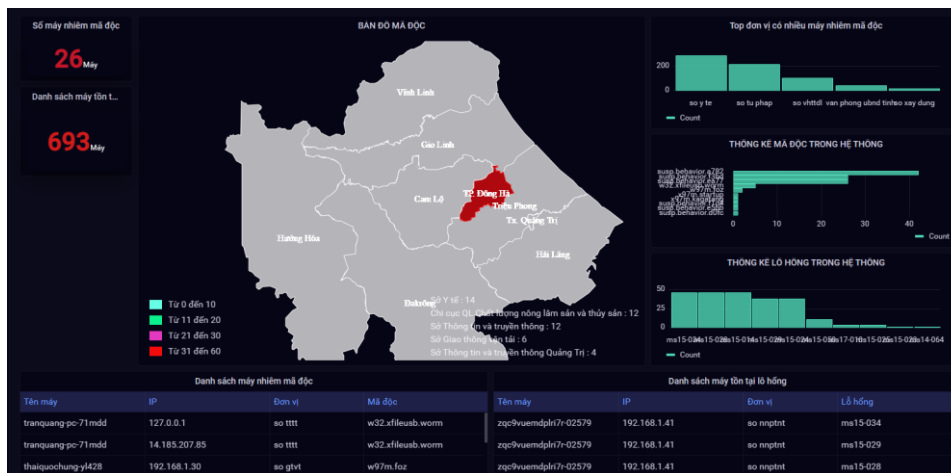 Số máy nhiễm mã độc
26 Máy
Danh sách máy tồn t...
693 Máy
BẢN ĐỒ MÃ ĐỘC
Vĩnh Linh
Gio Linh
Cam Lộ
TP. Đông Hà
Triệu Phong
Tx. Quảng Trị
Hướng Hóa
Hải Lăng
Đakrông
Từ 0 đến 10
Từ 11 đến 20
Từ 21 đến 30
Từ 31 đến 60
Sở Y tế : 14
Chi cục QL Chất lượng nông lâm sản và thủy sản : 12
Sở Thông tin và truyền thông : 12
Sở Giao thông vận tải : 6
Sở Thông tin và truyền thông Quảng Trị : 4
Top đơn vị có nhiều máy nhiễm mã độc
200
0
so y te so tu phap so vhttdl van phong ubnd tinh so xay dung
Count
THỐNG KÊ MÃ ĐỘC TRONG HỆ THỐNG
susp.behavior.a782
w32.xfileusb.worm
w97m.foz
0 10 20 30 40
Count
THỐNG KÊ LỖ HỔNG TRONG HỆ THỐNG
50
25
0
ms15-034
Count
Danh sách máy nhiễm mã độc
Tên máy IP Đơn vị Mã độc
tranquang-pc-71mdd 127.0.0.1 so tttt w32.xfileusb.worm
tranquang-pc-71mdd 14.185.207.85 so tttt w32.xfileusb.worm
thaiquochung-yl428 192.168.1.30 so gtvt w97m.foz
Danh sách máy tồn tại lỗ hổng
Tên máy IP Đơn vị Lỗ hổng
zqc9vuemdplri7r-02579 192.168.1.41 so nnptnt ms15-034
zqc9vuemdplri7r-02579 192.168.1.41 so nnptnt ms15-029
zqc9vuemdplri7r-02579 192.168.1.41 so nnptnt ms15-028